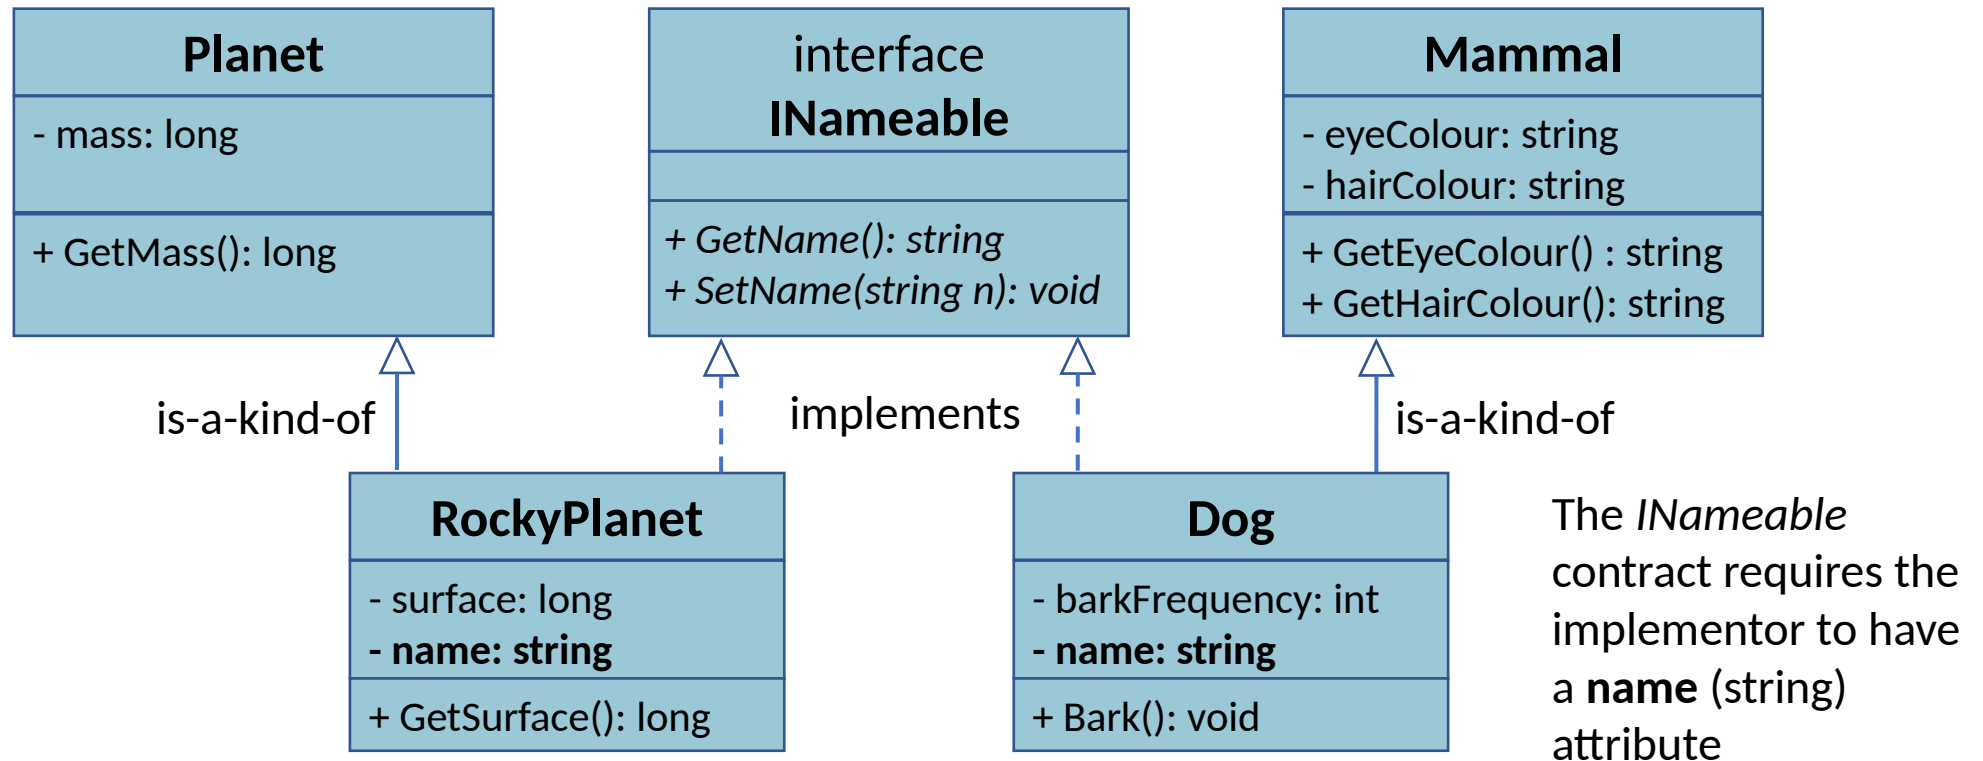 Planet
- mass: long
+ GetMass(): long
interface
INameable
+ GetName(): string
+ SetName(string n): void
Mammal
- eyeColour: string
- hairColour: string
+ GetEyeColour() : string
+ GetHairColour(): string
is-a-kind-of
implements
is-a-kind-of
RockyPlanet
- surface: long
- name: string
+ GetSurface(): long
Dog
- barkFrequency: int
- name: string
+ Bark(): void
The INameable
contract requires the
implementor to have
a name (string)
attribute